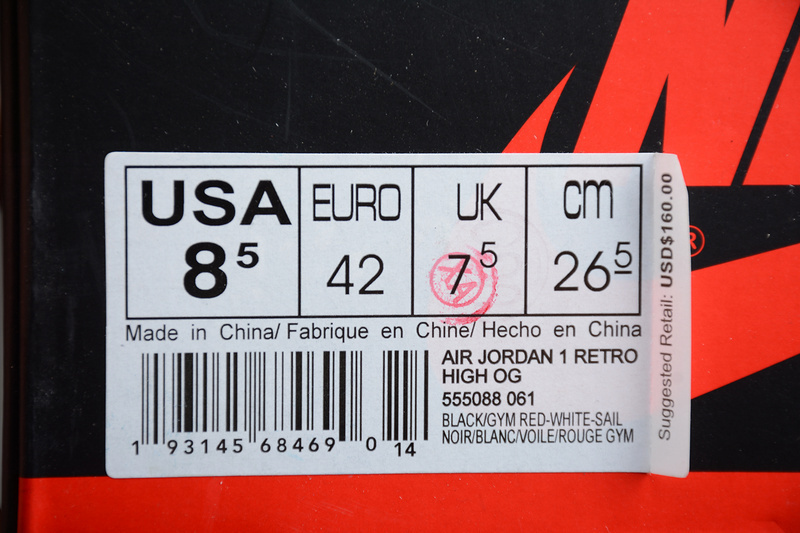 USA EURO UK cm
8⁵ 42 7⁵ 26⁵
Made in China/ Fabrique en Chine/ Hecho en China
AIR JORDAN 1 RETRO
HIGH OG
555088 061
BLACK/GYM RED-WHITE-SAIL
NOIR/BLANC/VOILE/ROUGE GYM
1 93145 68469 0 14
Suggested Retail: USD$160.00
®